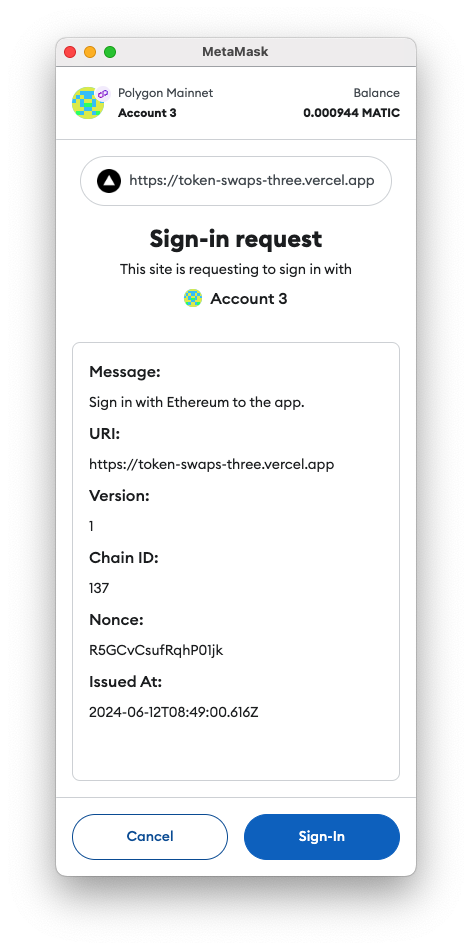 MetaMask
Polygon Mainnet
Balance
Account 3
0.000944 MATIC
https://token-swaps-three.vercel.app
Sign-in request
This site is requesting to sign in with
Account 3
Message:
Sign in with Ethereum to the app.
URI:
https://token-swaps-three.vercel.app
Version:
1
Chain ID:
137
Nonce:
R5GCvCsufRqhP01jk
Issued At:
2024-06-12T08:49:00.616Z
Cancel
Sign-In